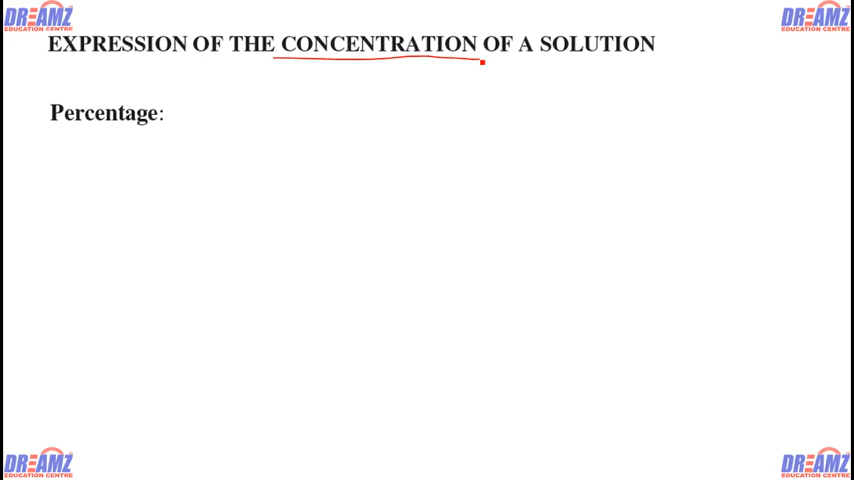 DREAMZ
EDUCATION CENTRE
DREAMZ
EDUCATION CENTRE
EXPRESSION OF THE CONCENTRATION OF A SOLUTION
Percentage:
DREAMZ
EDUCATION CENTRE
DREAMZ
EDUCATION CENTRE